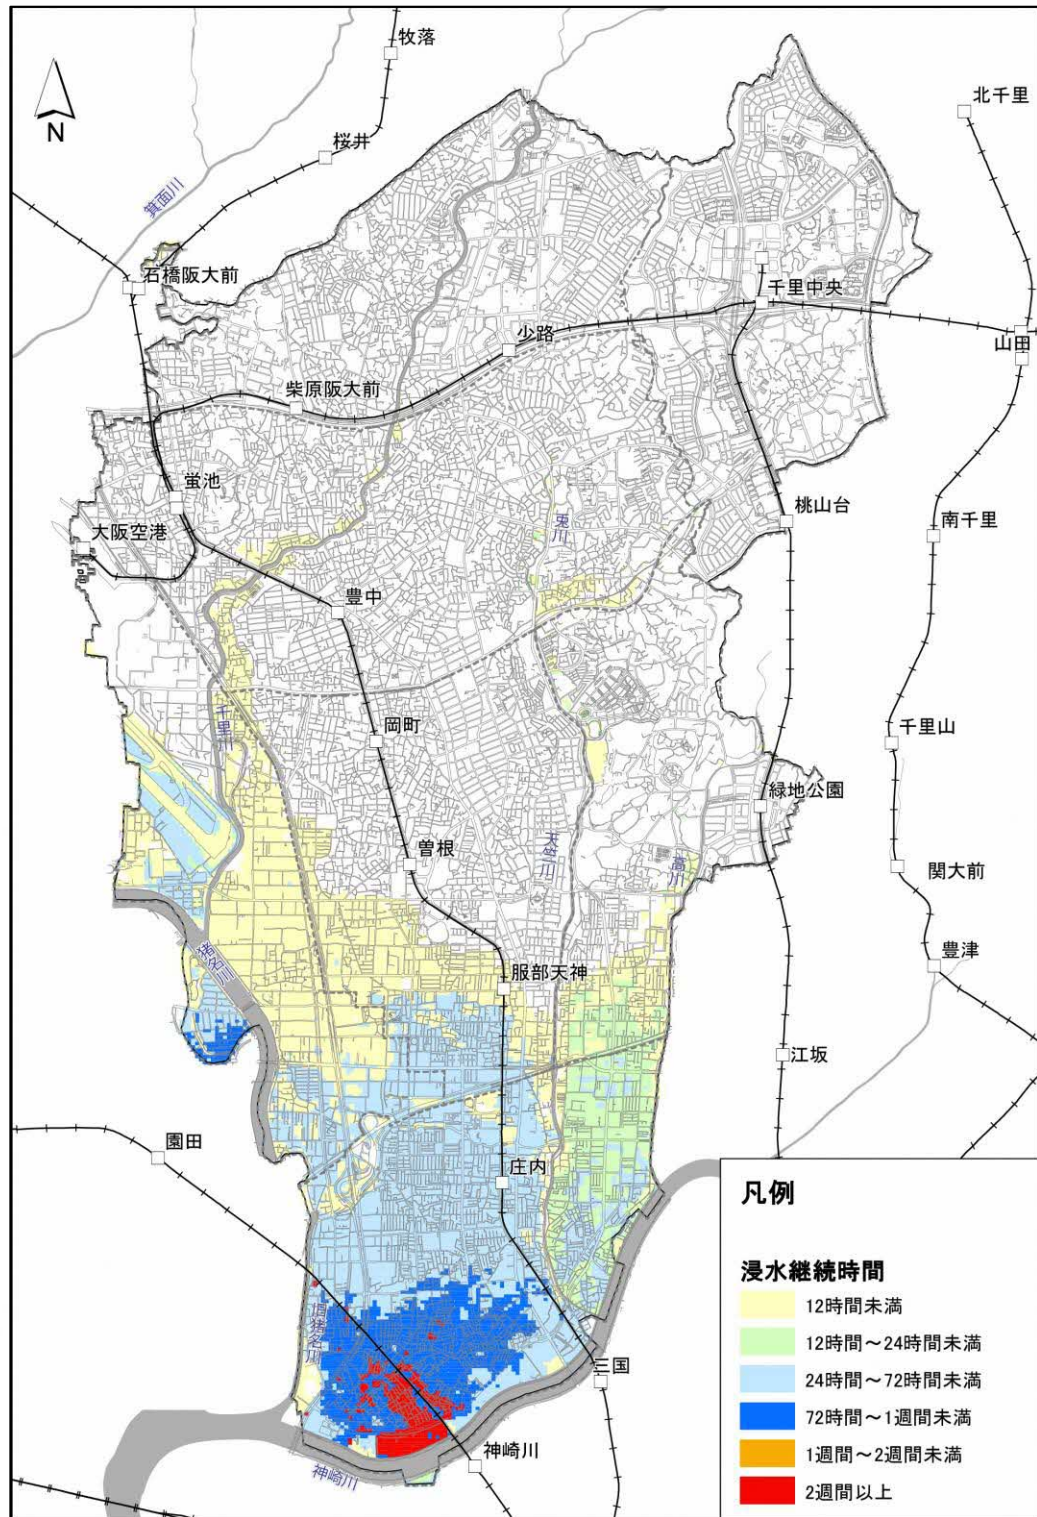 牧落
北千里
N
桜井
箕面川
石橋阪大前
千里中央
少路
山田
柴原阪大前
蛍池
桃山台
大阪空港
兎川
南千里
豊中
千里川
岡町
千里山
緑地公園
曽根
天竺川
高川
関大前
猪名川
服部天神
豊津
江坂
園田
庄内
旧猪名川
三国
神崎川
神崎川
凡例
浸水継続時間
12時間未満
12時間～24時間未満
24時間～72時間未満
72時間～1週間未満
1週間～2週間未満
2週間以上